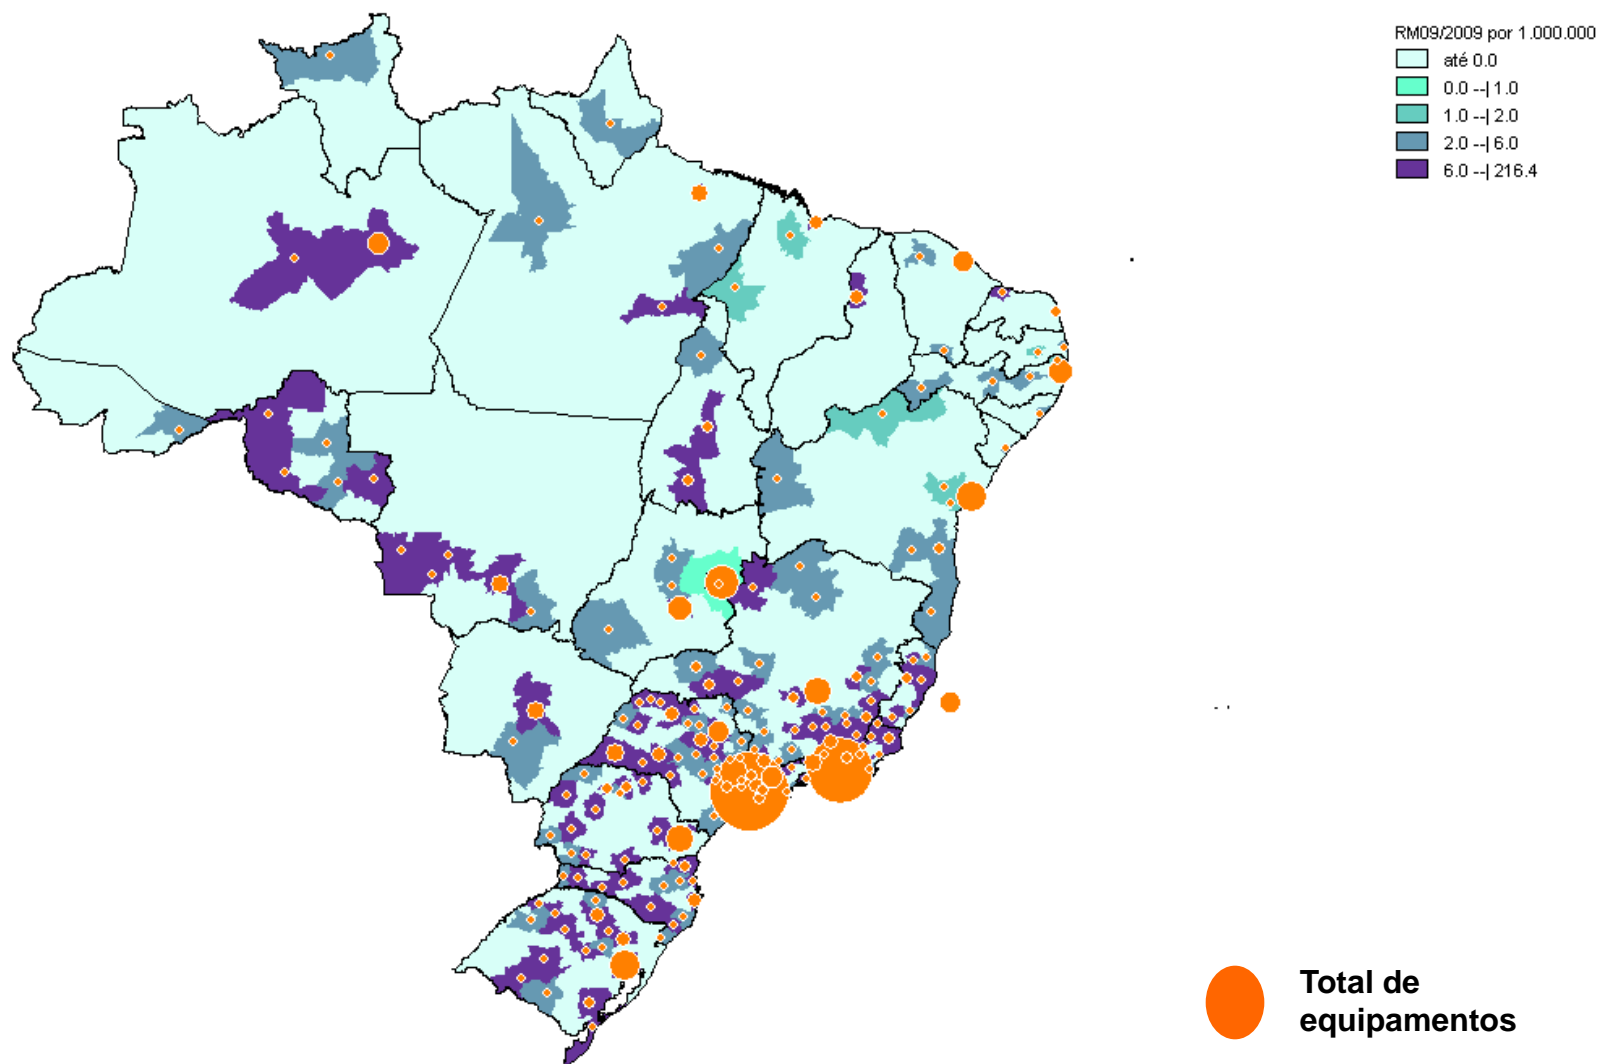 RM09/2009 por 1.000.000
até 0.0
0.0 --| 1.0
1.0 --| 2.0
2.0 --| 6.0
6.0 --| 216.4
Total de
equipamentos